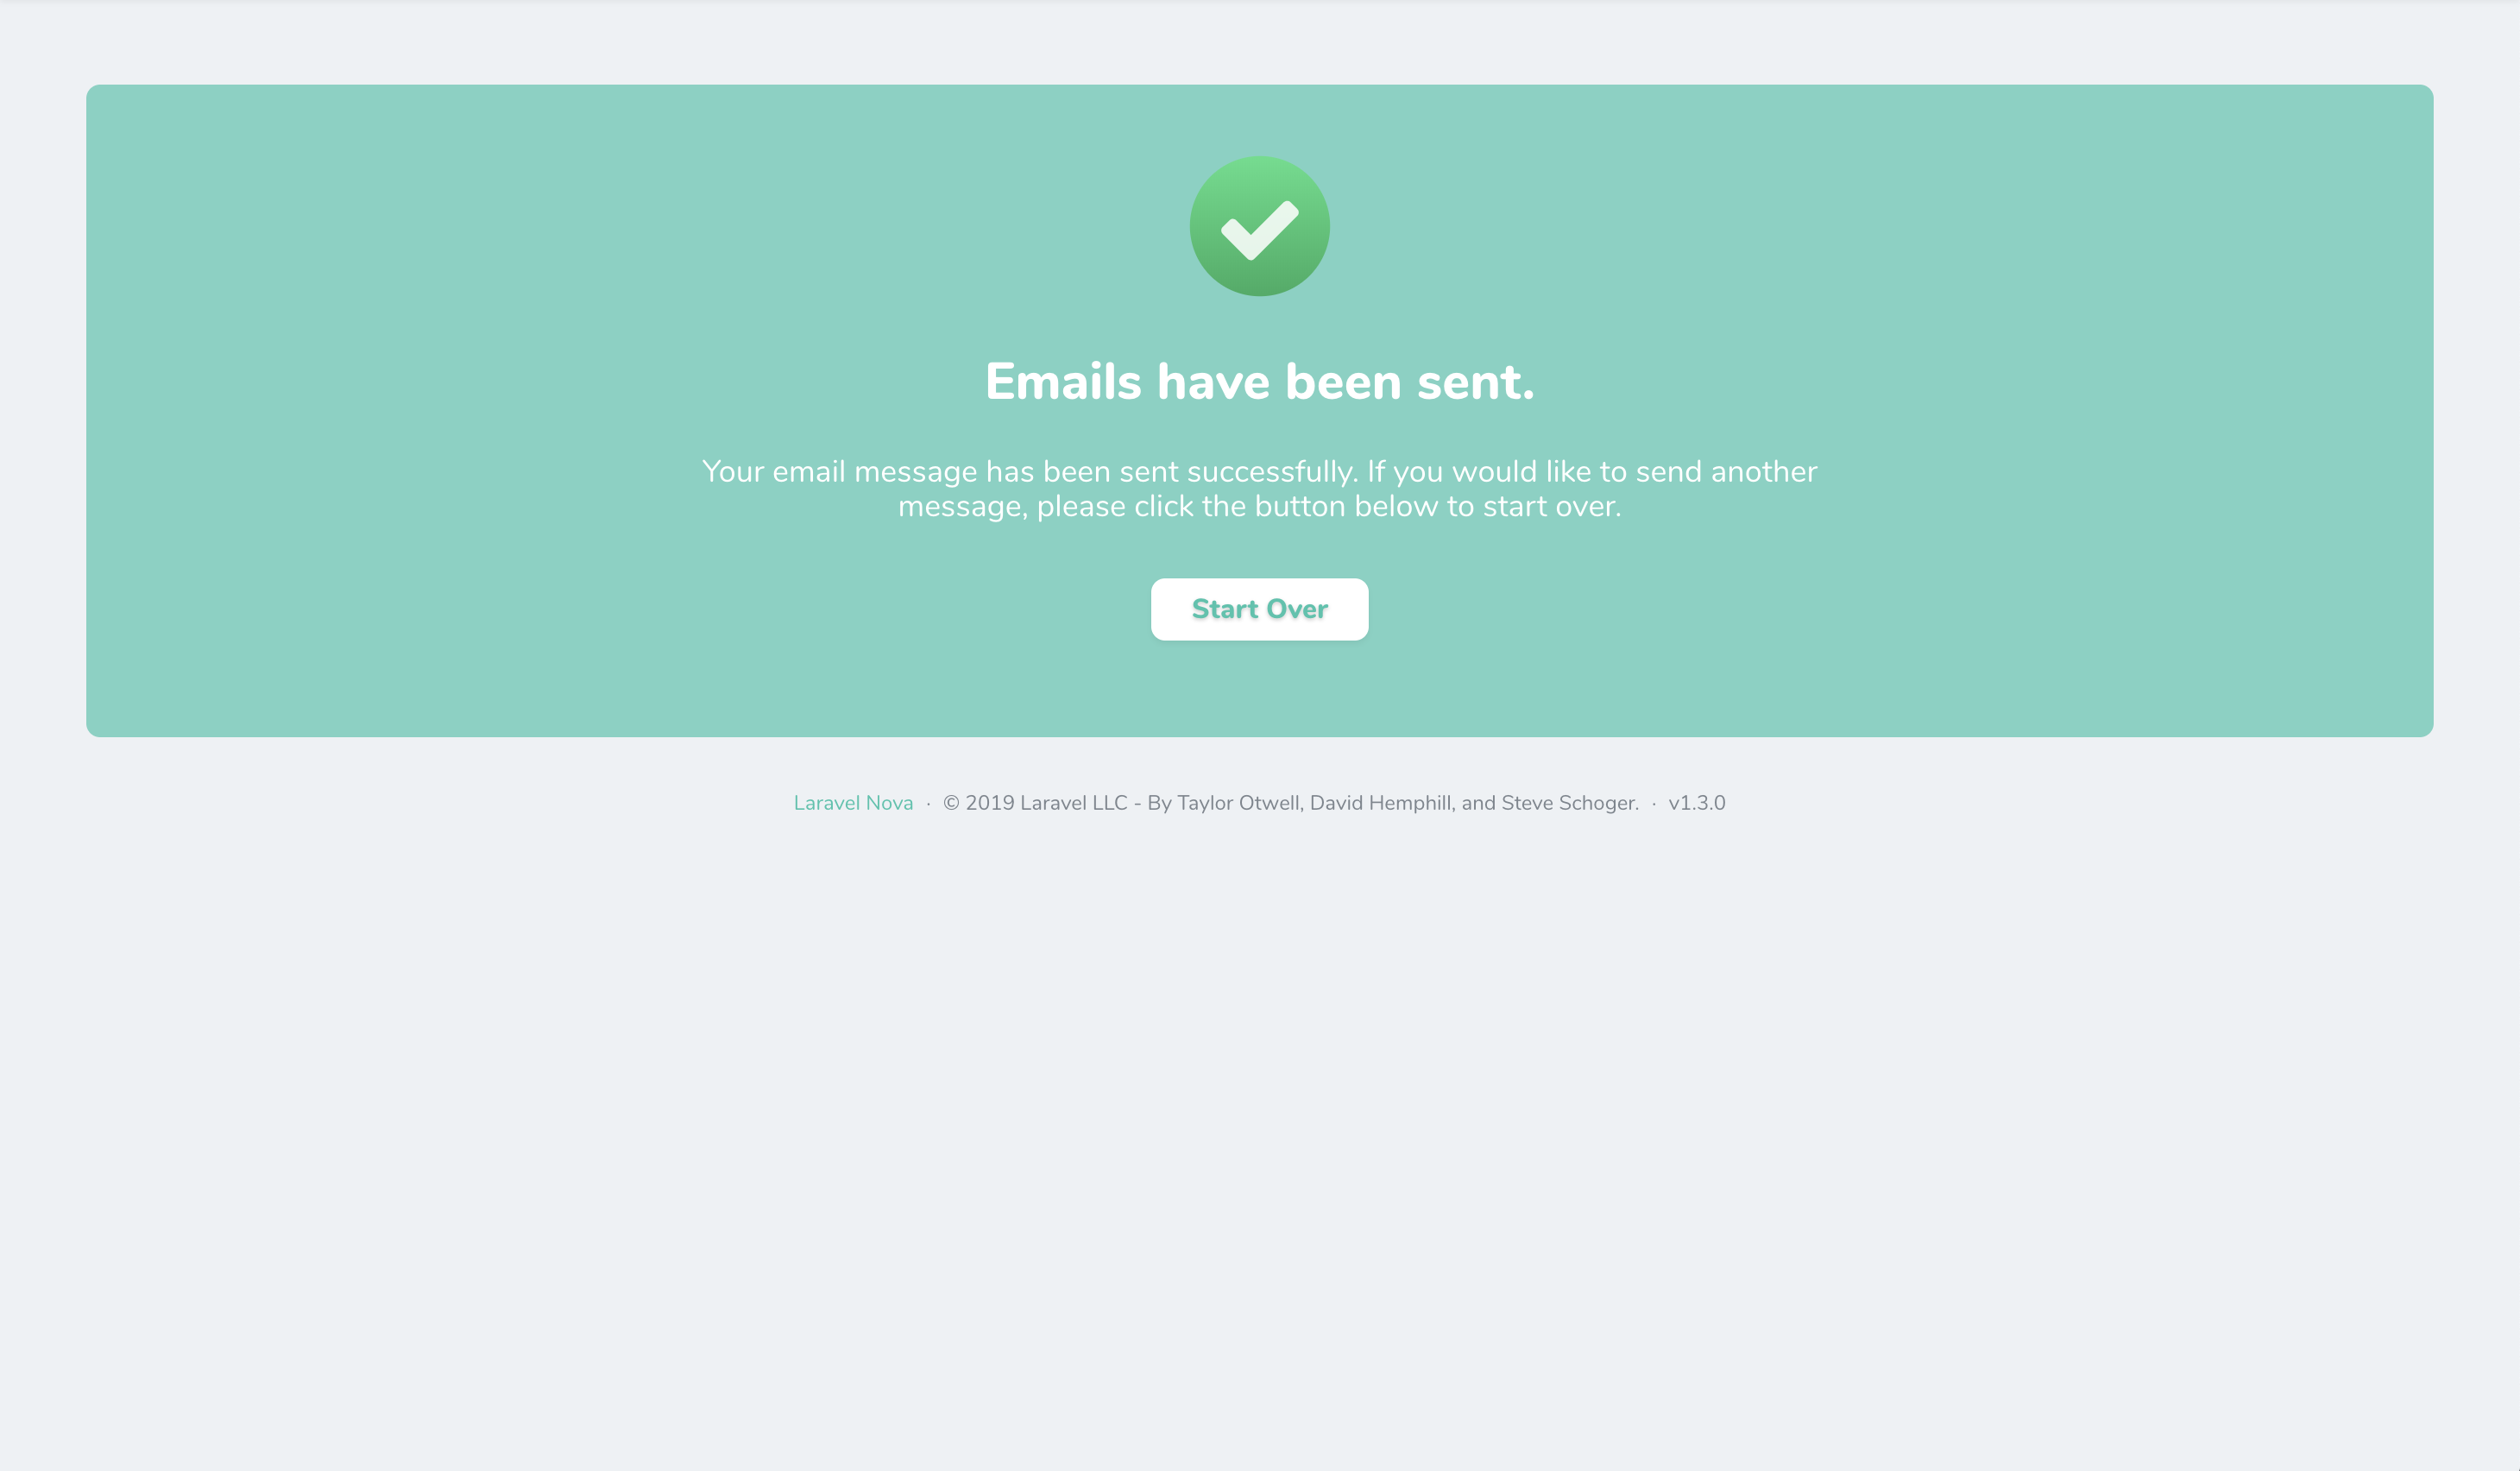 Emails have been sent.
Your email message has been sent successfully. If you would like to send another
message, please click the button below to start over.
Start Over
Laravel Nova · © 2019 Laravel LLC - By Taylor Otwell, David Hemphill, and Steve Schoger. · v1.3.0